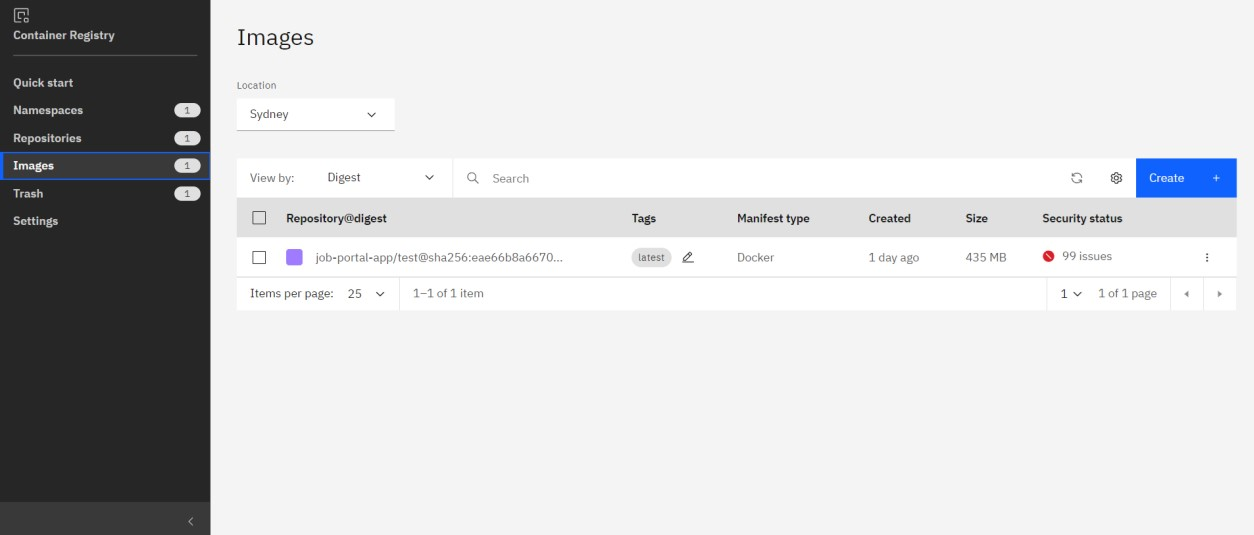 Container Registry
Quick start
Namespaces 1
Repositories 1
Images 1
Trash 1
Settings
Images
Location
Sydney
View by: Digest Search Create +
Repository@digest Tags Manifest type Created Size Security status
job-portal-app/test@sha256:eae66b8a6670... latest Docker 1 day ago 435 MB 99 issues
Items per page: 25 1–1 of 1 item 1 1 of 1 page